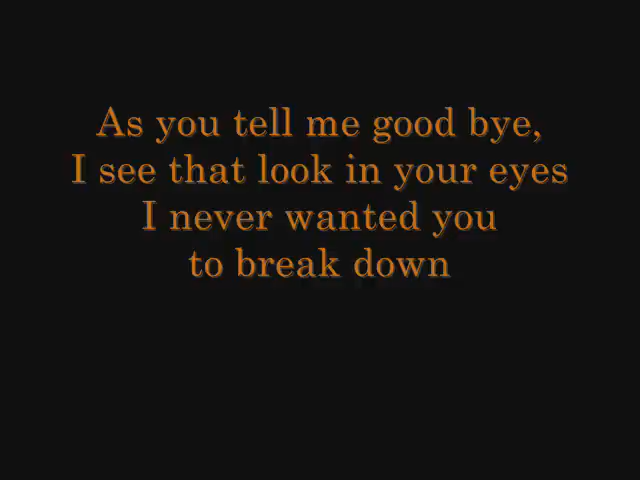 As you tell me good bye,
I see that look in your eyes
I never wanted you
to break down